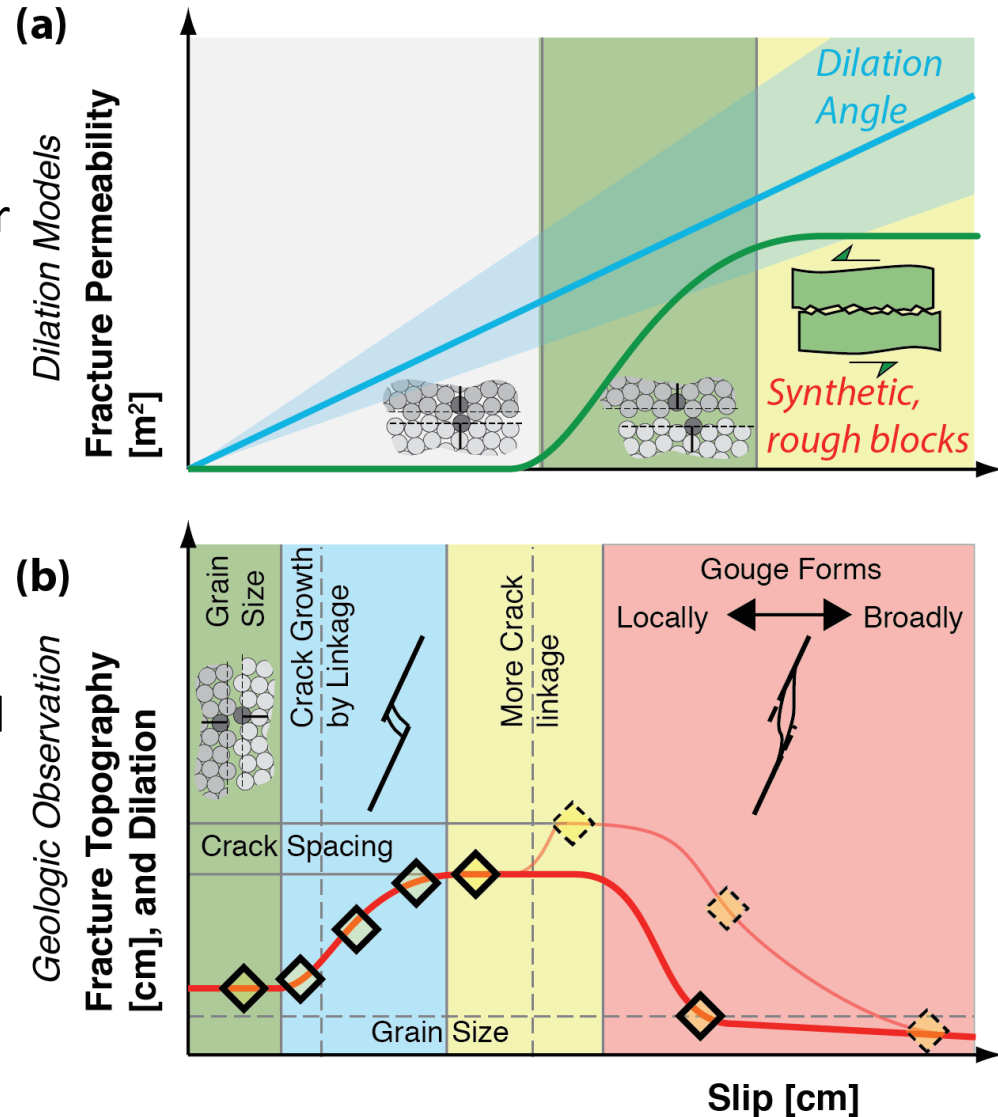 (a)
Dilation Models
Fracture Permeability
[m²]
Dilation
Angle
Synthetic,
rough blocks
r
(b)
Geologic Observation
Fracture Topography
[cm], and Dilation
Grain
Size
Crack Growth
by Linkage
More Crack
linkage
Gouge Forms
Locally
Broadly
Crack Spacing
Grain Size
Slip [cm]